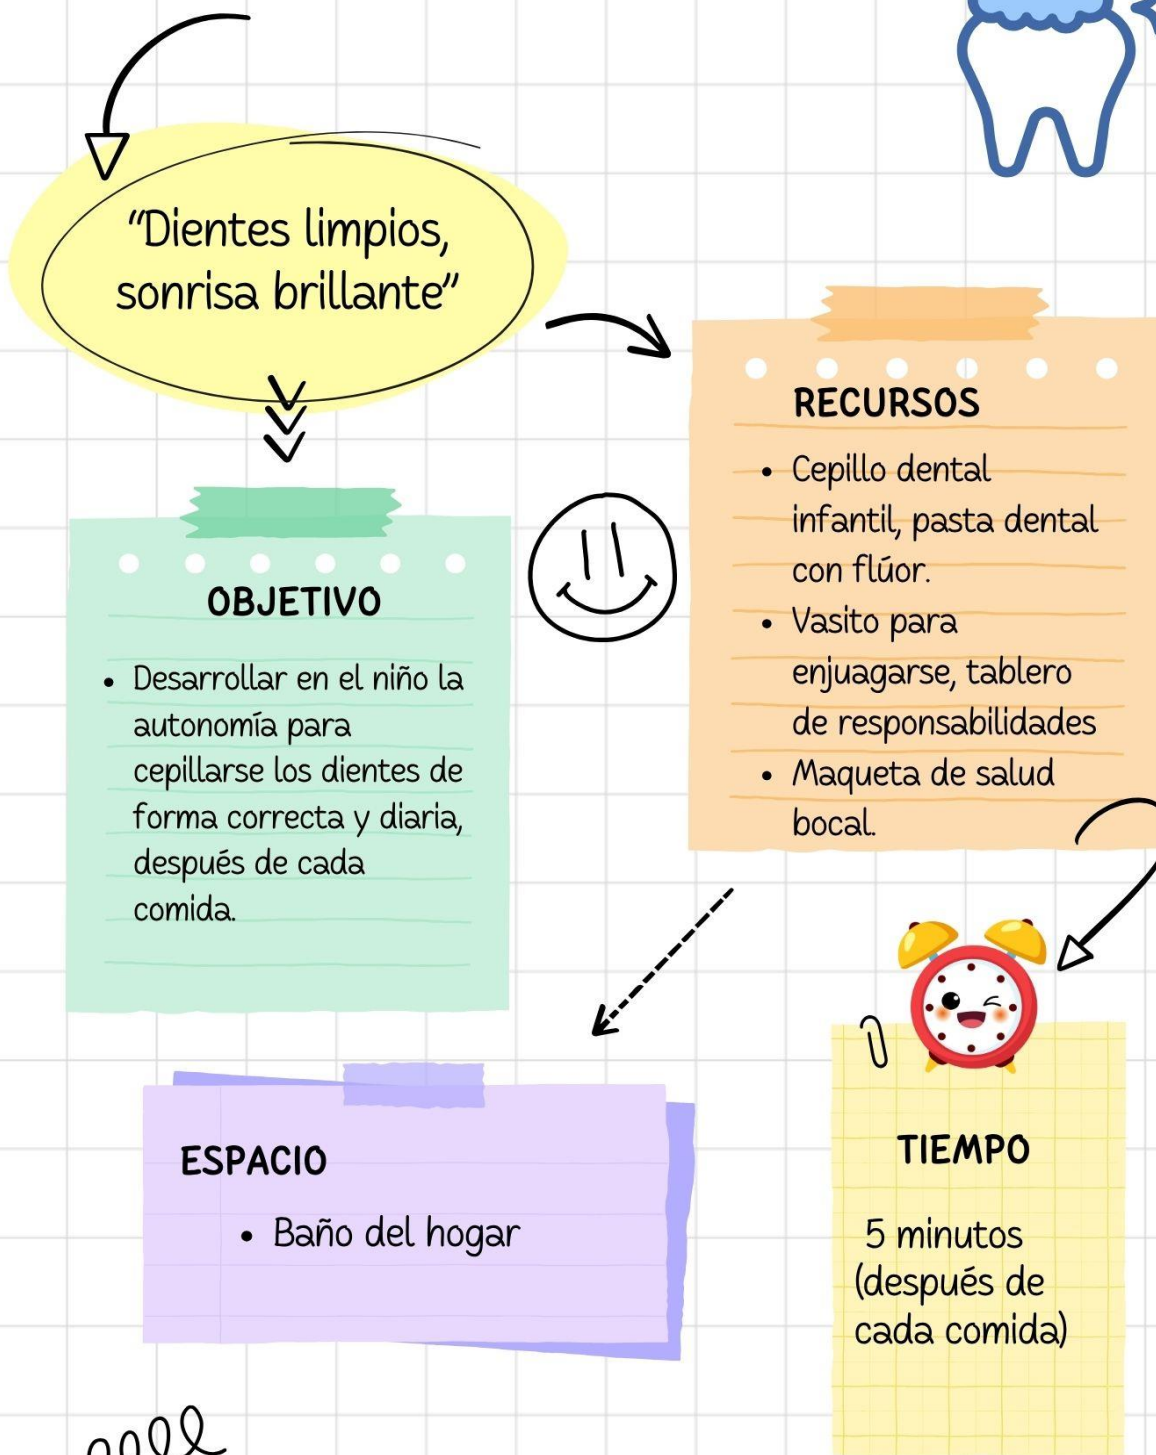 “Dientes limpios,
sonrisa brillante”
RECURSOS
Cepillo dental
infantil, pasta dental
con flúor.
Vasito para
enjuagarse, tablero
de responsabilidades
Maqueta de salud
bocal.
OBJETIVO
Desarrollar en el niño la
autonomía para
cepillarse los dientes de
forma correcta y diaria,
después de cada
comida.
ESPACIO
Baño del hogar
TIEMPO
5 minutos
(después de
cada comida)